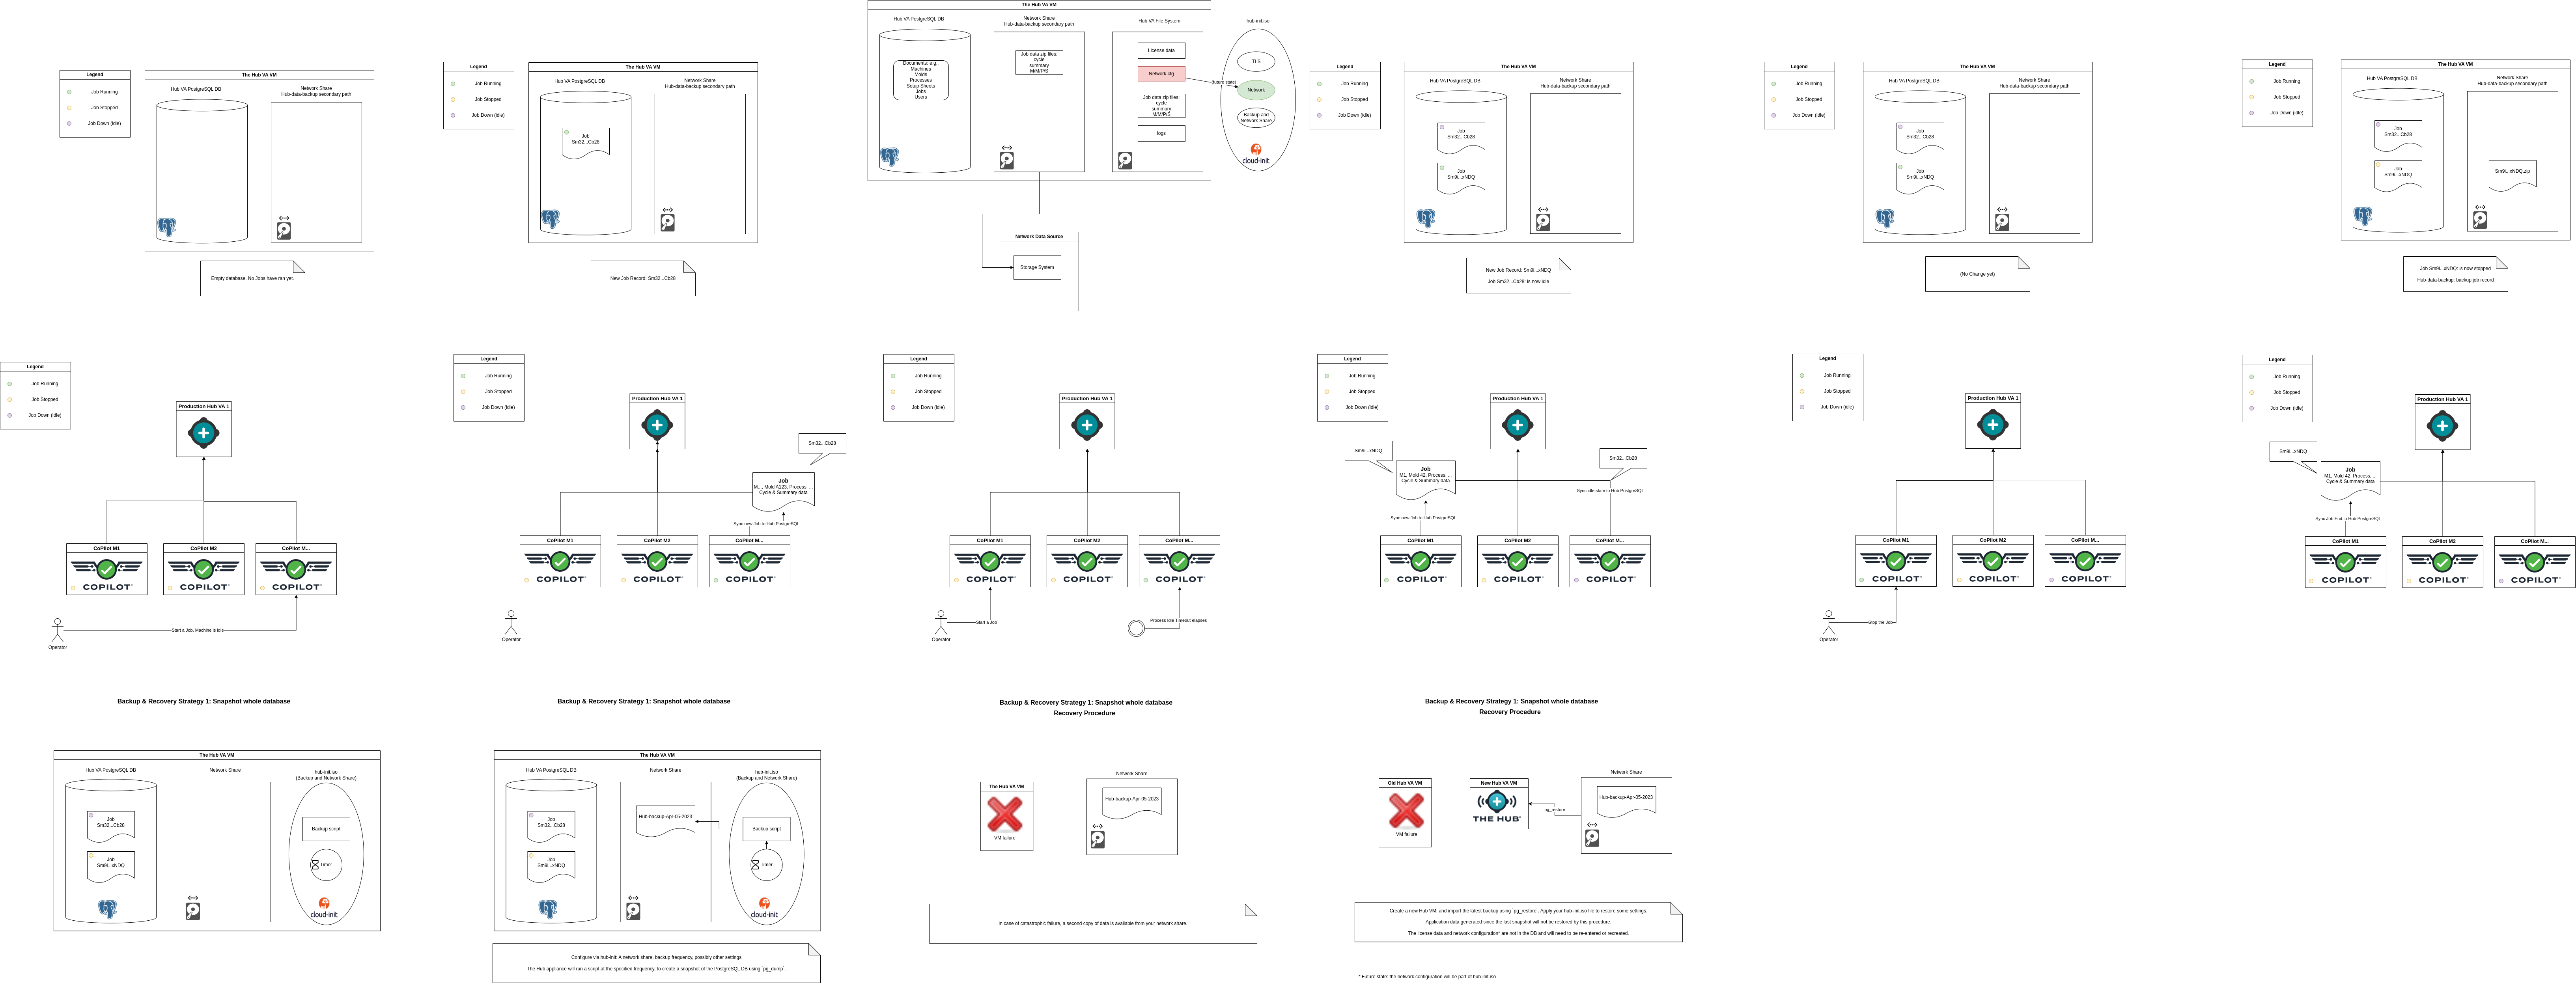 The Hub VA VM
Hub VA PostgreSQL DB
Network Share
Hub-data-backup secondary path
Hub VA File System
hub-init.iso
Documents: e.g.,
Machines
Molds
Processes
Setup Sheets
Jobs
Users
Job data zip files:
cycle
summary
M/M/P/S
License data
Network cfg
Job data zip files:
cycle
summary
M/M/P/S
logs
(future state)
TLS
Network
Backup and
Network Share
cloud-init
Network Data Source
Storage System
Legend
Job Running
Job Stopped
Job Down (idle)
The Hub VA VM
Hub VA PostgreSQL DB
Network Share
Hub-data-backup secondary path
Empty database. No Jobs have ran yet.
Legend
Job Running
Job Stopped
Job Down (idle)
The Hub VA VM
Hub VA PostgreSQL DB
Network Share
Hub-data-backup secondary path
Job
Sm32...Cb28
New Job Record: Sm32...Cb28
Legend
Job Running
Job Stopped
Job Down (idle)
The Hub VA VM
Hub VA PostgreSQL DB
Network Share
Hub-data-backup secondary path
Job
Sm32...Cb28
Job
Sm9i...xNDQ
New Job Record: Sm9i...xNDQ
Job Sm32...Cb28: is now idle
Legend
Job Running
Job Stopped
Job Down (idle)
The Hub VA VM
Hub VA PostgreSQL DB
Network Share
Hub-data-backup secondary path
Job
Sm32...Cb28
Job
Sm9i...xNDQ
(No Change yet)
Legend
Job Running
Job Stopped
Job Down (idle)
The Hub VA VM
Hub VA PostgreSQL DB
Network Share
Hub-data-backup secondary path
Job
Sm32...Cb28
Job
Sm9i...xNDQ
Sm9i...xNDQ.zip
Job Sm9i...xNDQ: is now stopped
Hub-data-backup: backup job record
Legend
Job Running
Job Stopped
Job Down (idle)
Production Hub VA 1
CoPilot M1
COPILOT
CoPilot M2
COPILOT
CoPilot M...
COPILOT
Start a Job. Machine is idle
Operator
Legend
Job Running
Job Stopped
Job Down (idle)
Production Hub VA 1
Sm32...Cb28
Job
M..., Mold A123, Process, ...
Cycle & Summary data
Sync new Job to Hub PostgreSQL
CoPilot M1
COPILOT
CoPilot M2
COPILOT
CoPilot M...
COPILOT
Operator
Legend
Job Running
Job Stopped
Job Down (idle)
Production Hub VA 1
CoPilot M1
COPILOT
CoPilot M2
COPILOT
CoPilot M...
COPILOT
Start a Job
Process Idle Timeout elapses
Operator
Legend
Job Running
Job Stopped
Job Down (idle)
Production Hub VA 1
Sm9i...xNDQ
Job
M1, Mold 42, Process, ...
Cycle & Summary data
Sm32...Cb28
Sync idle state to Hub PostgreSQL
Sync new Job to Hub PostgreSQL
CoPilot M1
COPILOT
CoPilot M2
COPILOT
CoPilot M...
COPILOT
Legend
Job Running
Job Stopped
Job Down (idle)
Production Hub VA 1
CoPilot M1
COPILOT
CoPilot M2
COPILOT
CoPilot M...
COPILOT
Stop the Job
Operator
Legend
Job Running
Job Stopped
Job Down (idle)
Production Hub VA 1
Sm9i...xNDQ
Job
M1, Mold 42, Process, ...
Cycle & Summary data
Sync Job End to Hub PostgreSQL
CoPilot M1
COPILOT
CoPilot M2
COPILOT
CoPilot M...
COPILOT
Backup & Recovery Strategy 1: Snapshot whole database
The Hub VA VM
Hub VA PostgreSQL DB
Network Share
hub-init.iso
(Backup and Network Share)
Job
Sm32...Cb28
Job
Sm9i...xNDQ
Backup script
Timer
cloud-init
Backup & Recovery Strategy 1: Snapshot whole database
The Hub VA VM
Hub VA PostgreSQL DB
Network Share
hub-init.iso
(Backup and Network Share)
Job
Sm32...Cb28
Job
Sm9i...xNDQ
Hub-backup-Apr-05-2023
Backup script
Timer
cloud-init
Configure via hub-init: A network share, backup frequency, possibly other settings
The Hub appliance will run a script at the specified frequency, to create a snapshot of the PostgreSQL DB using `pg_dump`.
Backup & Recovery Strategy 1: Snapshot whole database
Recovery Procedure
The Hub VA VM
VM failure
Network Share
Hub-backup-Apr-05-2023
In case of catastrophic failure, a second copy of data is available from your network share.
Backup & Recovery Strategy 1: Snapshot whole database
Recovery Procedure
Old Hub VA VM
VM failure
New Hub VA VM
THE HUB
pg_restore
Network Share
Hub-backup-Apr-05-2023
Create a new Hub VM, and import the latest backup using `pg_restore`. Apply your hub-init.iso file to restore some settings.
Application data generated since the last snapshot will not be restored by this procedure.
The license data and network configuration* are not in the DB and will need to be re-entered or recreated.
* Future state: the network configuration will be part of hub-init.iso